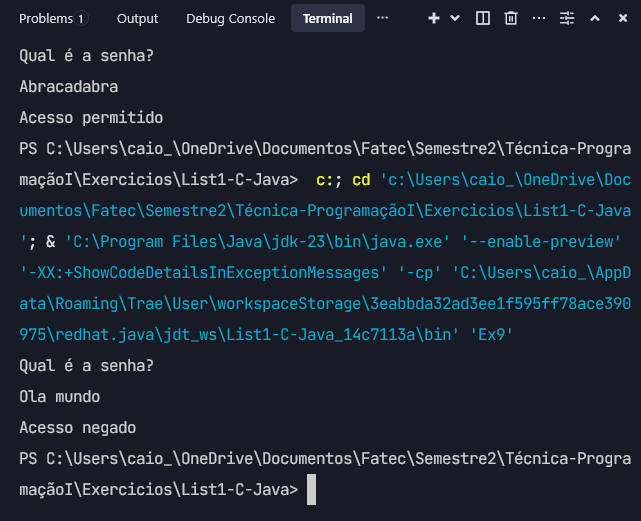 Problems 1 Output Debug Console Terminal ...
Qual é a senha?
Abracadabra
Acesso permitido
PS C:\Users\caio_\OneDrive\Documentos\Fatec\Semestre2\Técnica-Progra
maçãoI\Exercicios\List1-C-Java>  c:; cd 'c:\Users\caio_\OneDrive\Doc
umentos\Fatec\Semestre2\Técnica-ProgramaçãoI\Exercicios\List1-C-Java
'; & 'C:\Program Files\Java\jdk-23\bin\java.exe' '--enable-preview'
'-XX:+ShowCodeDetailsInExceptionMessages' '-cp' 'C:\Users\caio_\AppD
ata\Roaming\Trae\User\workspaceStorage\3eabbda32ad3ee1f595ff78ace390
975\redhat.java\jdt_ws\List1-C-Java_14c7113a\bin' 'Ex9'
Qual é a senha?
Ola mundo
Acesso negado
PS C:\Users\caio_\OneDrive\Documentos\Fatec\Semestre2\Técnica-Progra
maçãoI\Exercicios\List1-C-Java>